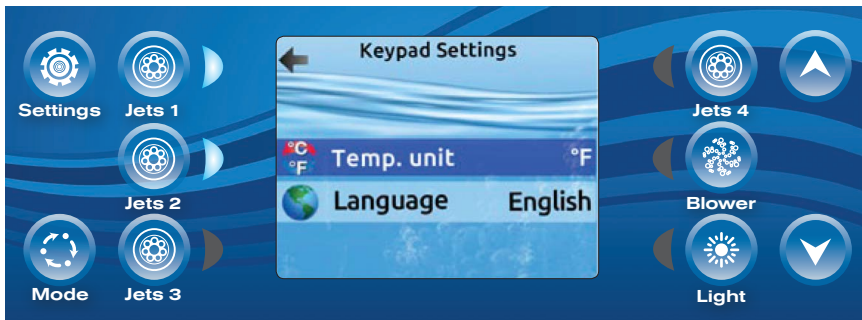 Settings
Jets 1
Jets 2
Mode
Jets 3
Keypad Settings
°C
°F
Temp. unit °F
Language English
Jets 4
Blower
Light